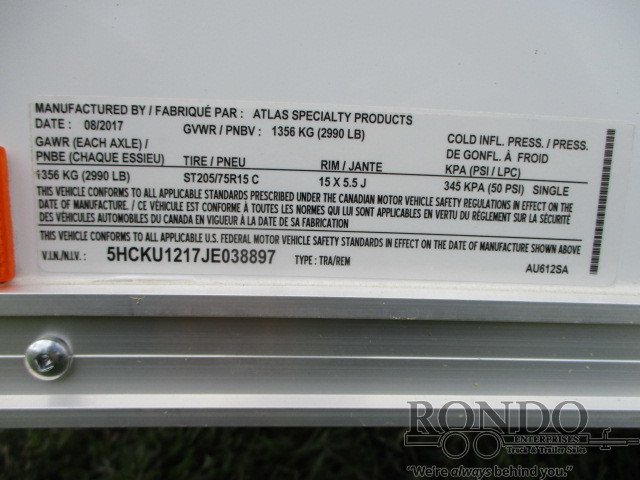 MANUFACTURED BY / FABRIQUÉ PAR : ATLAS SPECIALTY PRODUCTS
DATE : 08/2017 GVWR / PNBV : 1356 KG (2990 LB)
GAWR (EACH AXLE) / COLD INFL. PRESS. / PRESS.
PNBE (CHAQUE ESSIEU) TIRE / PNEU RIM / JANTE DE GONFL. À FROID
KPA (PSI / LPC)
1356 KG (2990 LB) ST205/75R15 C 15 X 5.5 J 345 KPA (50 PSI) SINGLE
THIS VEHICLE CONFORMS TO ALL APPLICABLE STANDARDS PRESCRIBED UNDER THE CANADIAN MOTOR VEHICLE SAFETY REGULATIONS IN EFFECT ON THE
DATE OF MANUFACTURE. / CE VÉHICULE EST CONFORME À TOUTES LES NORMES QUI LUI SONT APPLICABLES EN VERTU DU RÈGLEMENT SUR LA SÉCURITÉ
DES VÉHICULES AUTOMOBILES DU CANADA EN VIGUEUR À LA DATE DE SA FABRICATION
THIS VEHICLE CONFORMS TO ALL APPLICABLE U.S. FEDERAL MOTOR VEHICLE SAFETY STANDARDS IN EFFECT ON THE DATE OF MANUFACTURE SHOWN ABOVE
V.I.N./N.I.V.: 5HCKU1217JE038897 TYPE : TRA/REM AU612SA
RONDO
ENTERPRISES
Truck & Trailer Sales
"We're always behind you."